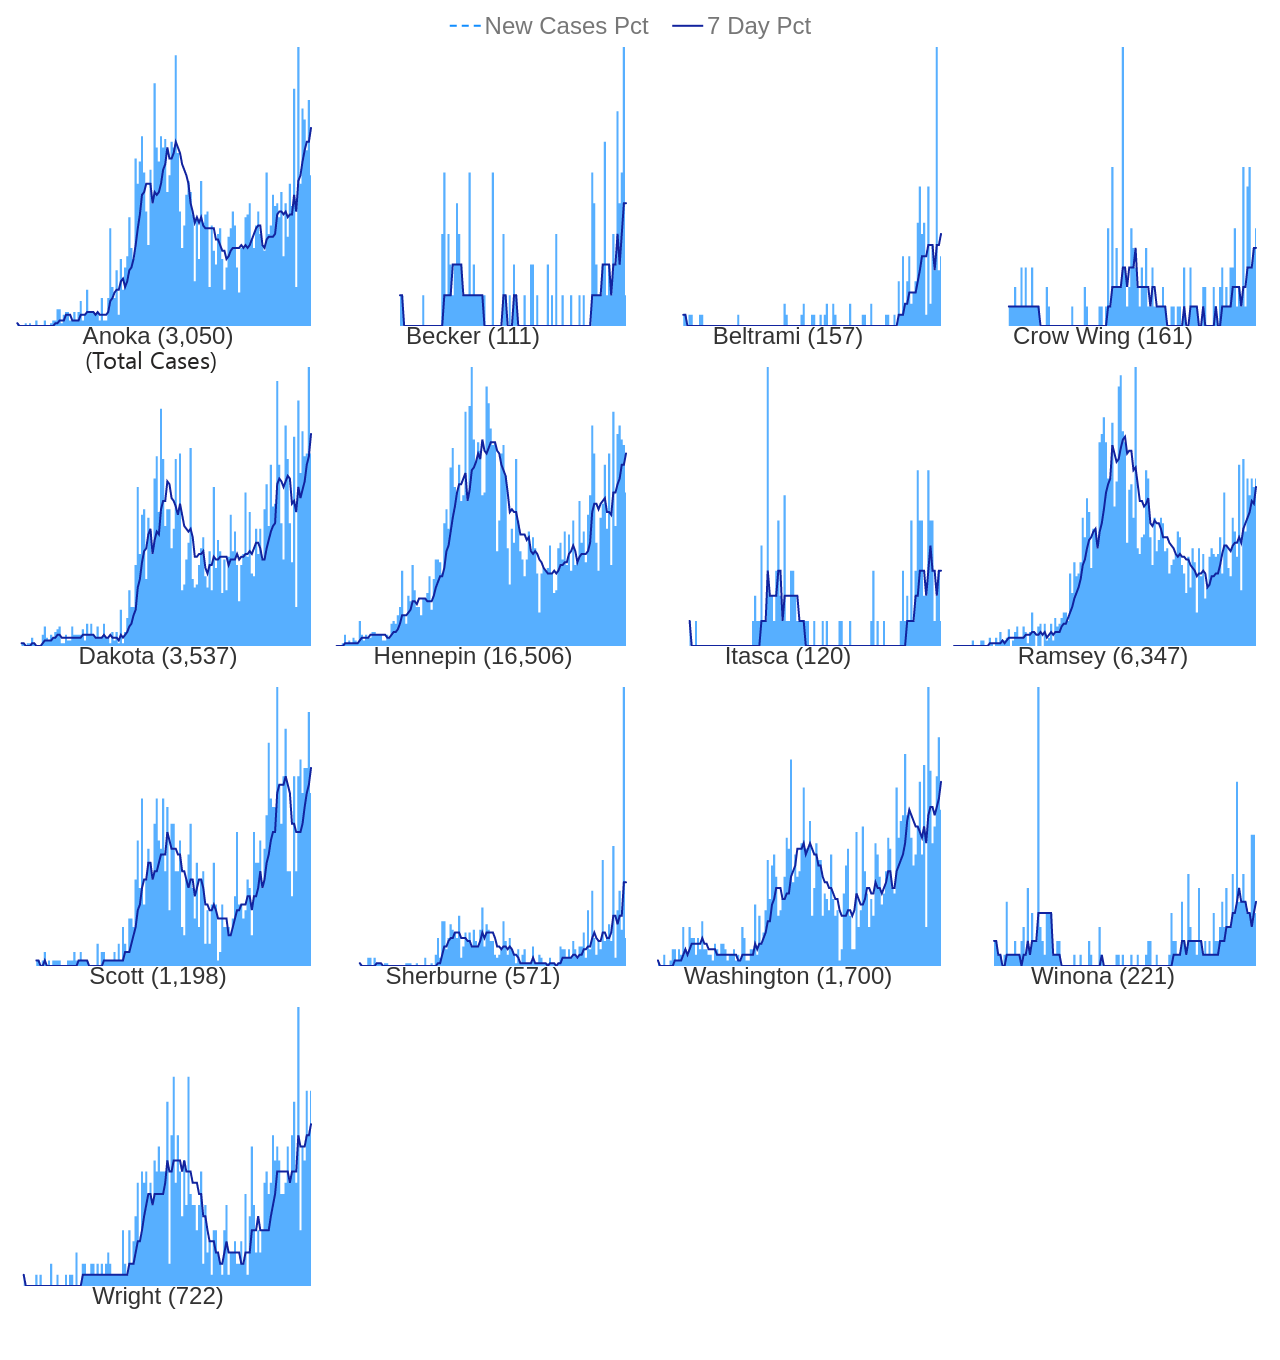 New Cases Pct 7 Day Pct
Anoka (3,050)
(Total Cases)
Becker (111)
Beltrami (157)
Crow Wing (161)
Dakota (3,537)
Hennepin (16,506)
Itasca (120)
Ramsey (6,347)
Scott (1,198)
Sherburne (571)
Washington (1,700)
Winona (221)
Wright (722)